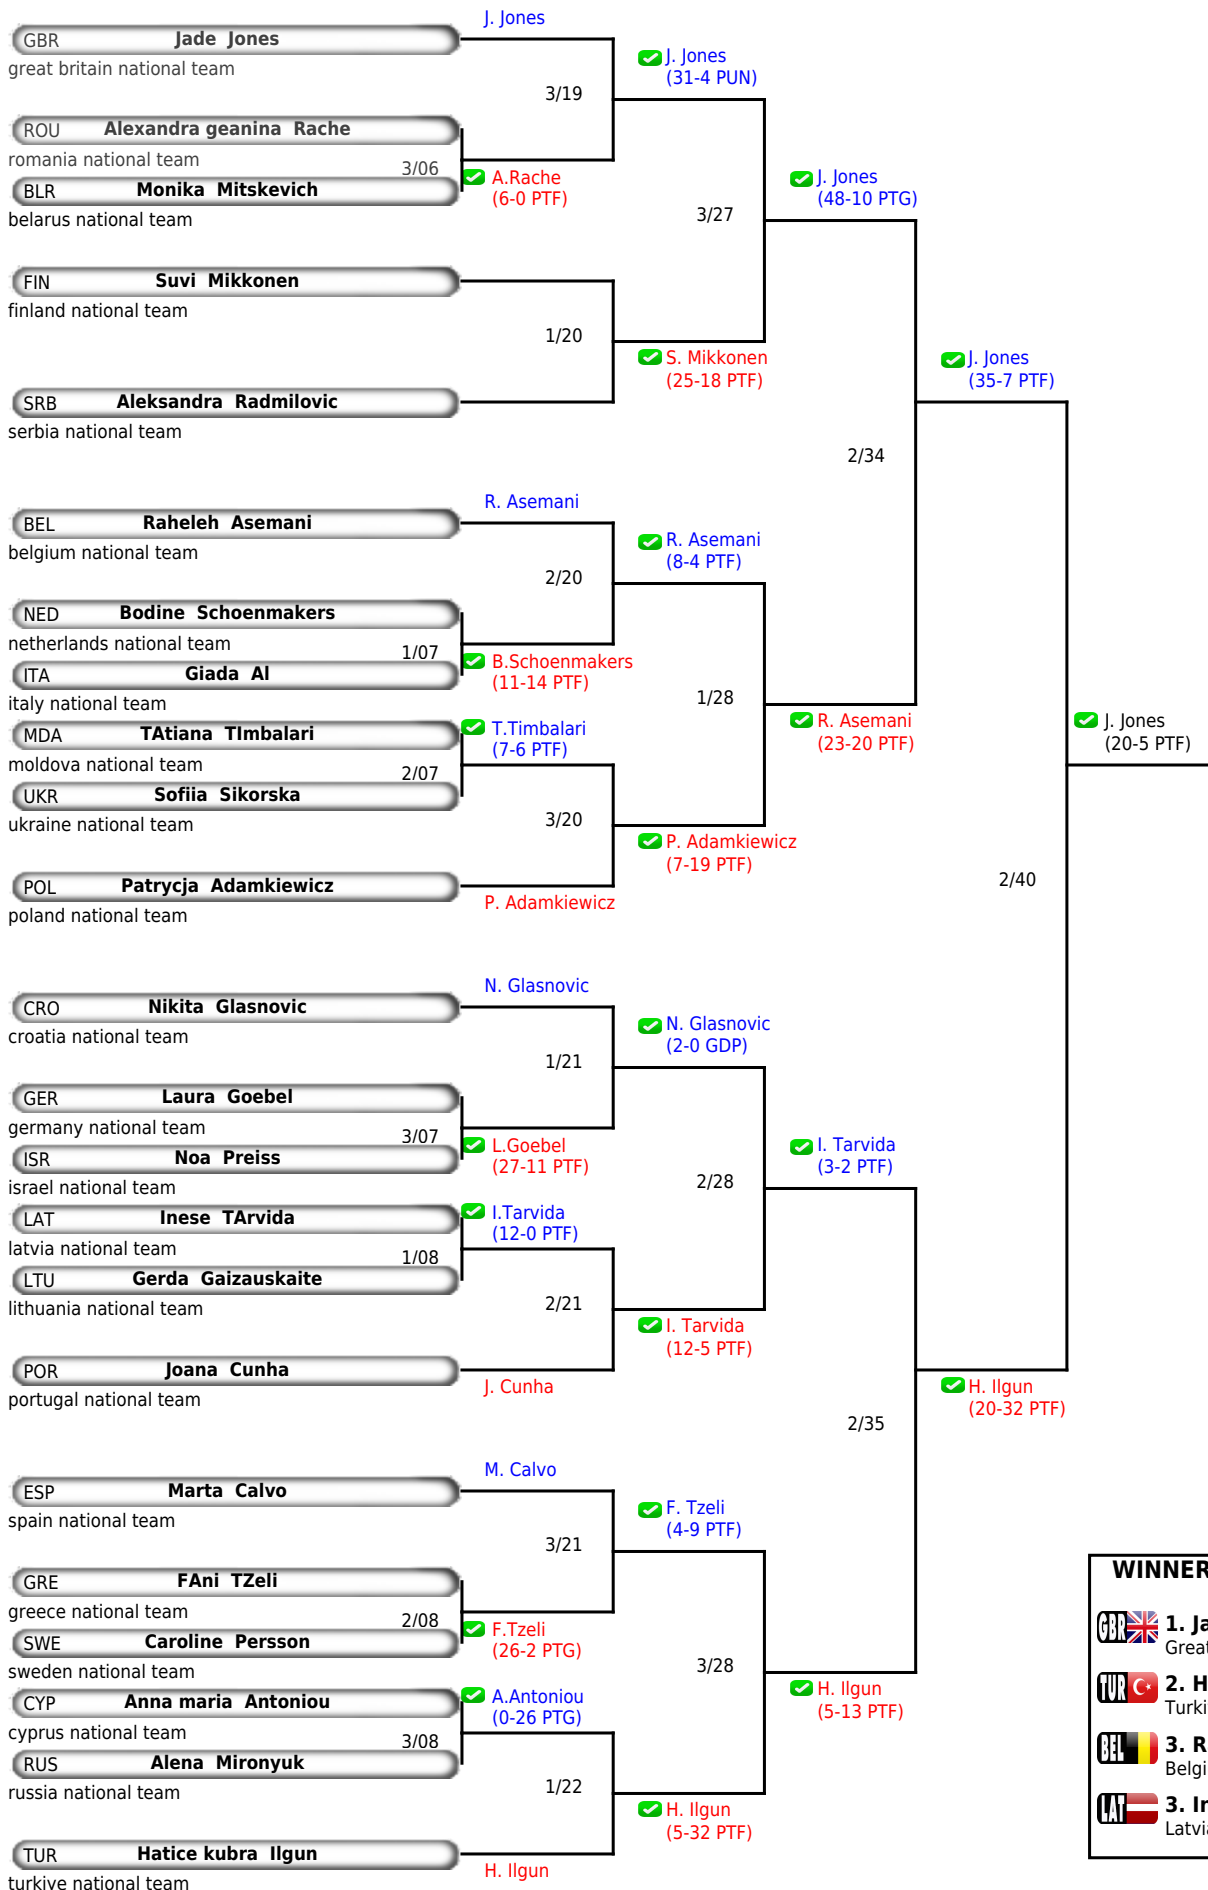 J. Jones
GBR Jade Jones
great britain national team
J. Jones
(31-4 PUN)
3/19
ROU Alexandra geanina Rache
romania national team
3/06
BLR Monika Mitskevich
belarus national team
A.Rache
(6-0 PTF)
J. Jones
(48-10 PTG)
3/27
FIN Suvi Mikkonen
finland national team
1/20
S. Mikkonen
(25-18 PTF)
J. Jones
(35-7 PTF)
SRB Aleksandra Radmilovic
serbia national team
2/34
R. Asemani
BEL Raheleh Asemani
belgium national team
R. Asemani
(8-4 PTF)
2/20
NED Bodine Schoenmakers
netherlands national team
1/07
ITA Giada Al
italy national team
B.Schoenmakers
(11-14 PTF)
1/28
R. Asemani
(23-20 PTF)
J. Jones
(20-5 PTF)
MDA TAtiana TImbalari
moldova national team
T.Timbalari
(7-6 PTF)
2/07
UKR Sofiia Sikorska
ukraine national team
3/20
P. Adamkiewicz
(7-19 PTF)
POL Patrycja Adamkiewicz
poland national team
P. Adamkiewicz
2/40
N. Glasnovic
CRO Nikita Glasnovic
croatia national team
N. Glasnovic
(2-0 GDP)
1/21
GER Laura Goebel
germany national team
3/07
ISR Noa Preiss
israel national team
L.Goebel
(27-11 PTF)
I. Tarvida
(3-2 PTF)
2/28
LAT Inese TArvida
latvia national team
I.Tarvida
(12-0 PTF)
1/08
LTU Gerda Gaizauskaite
lithuania national team
2/21
I. Tarvida
(12-5 PTF)
POR Joana Cunha
portugal national team
J. Cunha
H. Ilgun
(20-32 PTF)
2/35
M. Calvo
ESP Marta Calvo
spain national team
F. Tzeli
(4-9 PTF)
3/21
GRE FAni TZeli
greece national team
2/08
SWE Caroline Persson
sweden national team
F.Tzeli
(26-2 PTG)
3/28
H. Ilgun
(5-13 PTF)
CYP Anna maria Antoniou
cyprus national team
A.Antoniou
(0-26 PTG)
3/08
RUS Alena Mironyuk
russia national team
1/22
H. Ilgun
(5-32 PTF)
TUR Hatice kubra Ilgun
turkiye national team
H. Ilgun
WINNER
GBR 1. Ja
Great
TUR 2. H
Turki
BEL 3. R
Belgi
LAT 3. In
Latvia